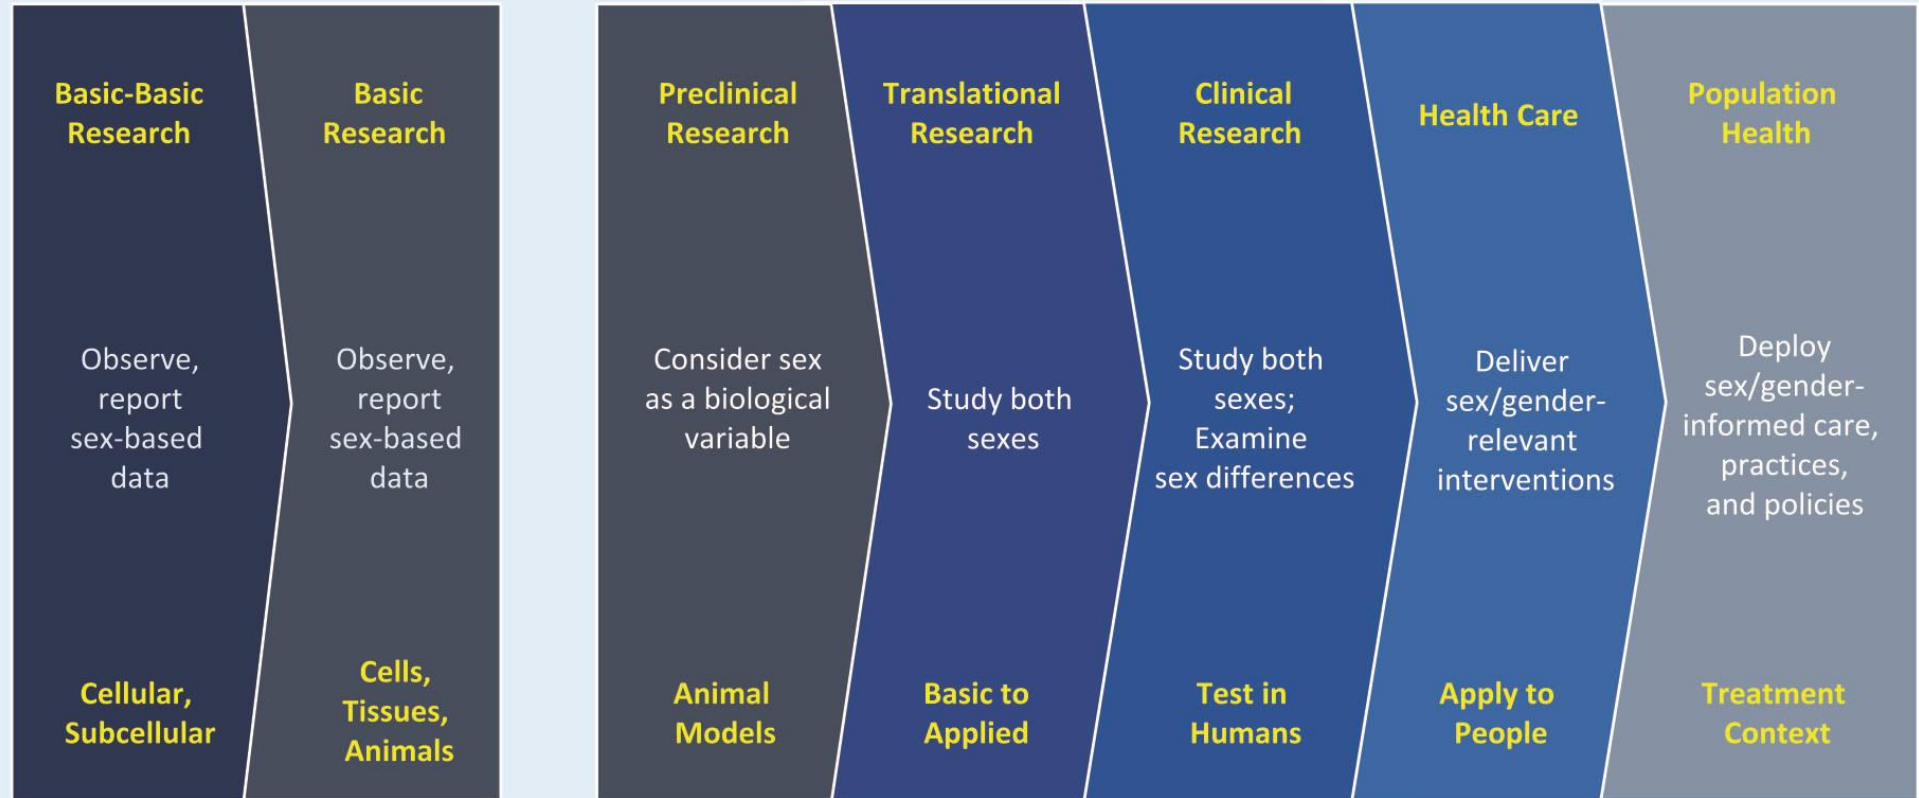 Basic-Basic
Research
Observe,
report
sex-based
data
Cellular,
Subcellular
Basic
Research
Observe,
report
sex-based
data
Cells,
Tissues,
Animals
Preclinical
Research
Consider sex
as a biological
variable
Animal
Models
Translational
Research
Study both
sexes
Basic to
Applied
Clinical
Research
Study both
sexes;
Examine
sex differences
Test in
Humans
Health Care
Deliver
sex/gender-
relevant
interventions
Apply to
People
Population
Health
Deploy
sex/gender-
informed care,
practices,
and policies
Treatment
Context